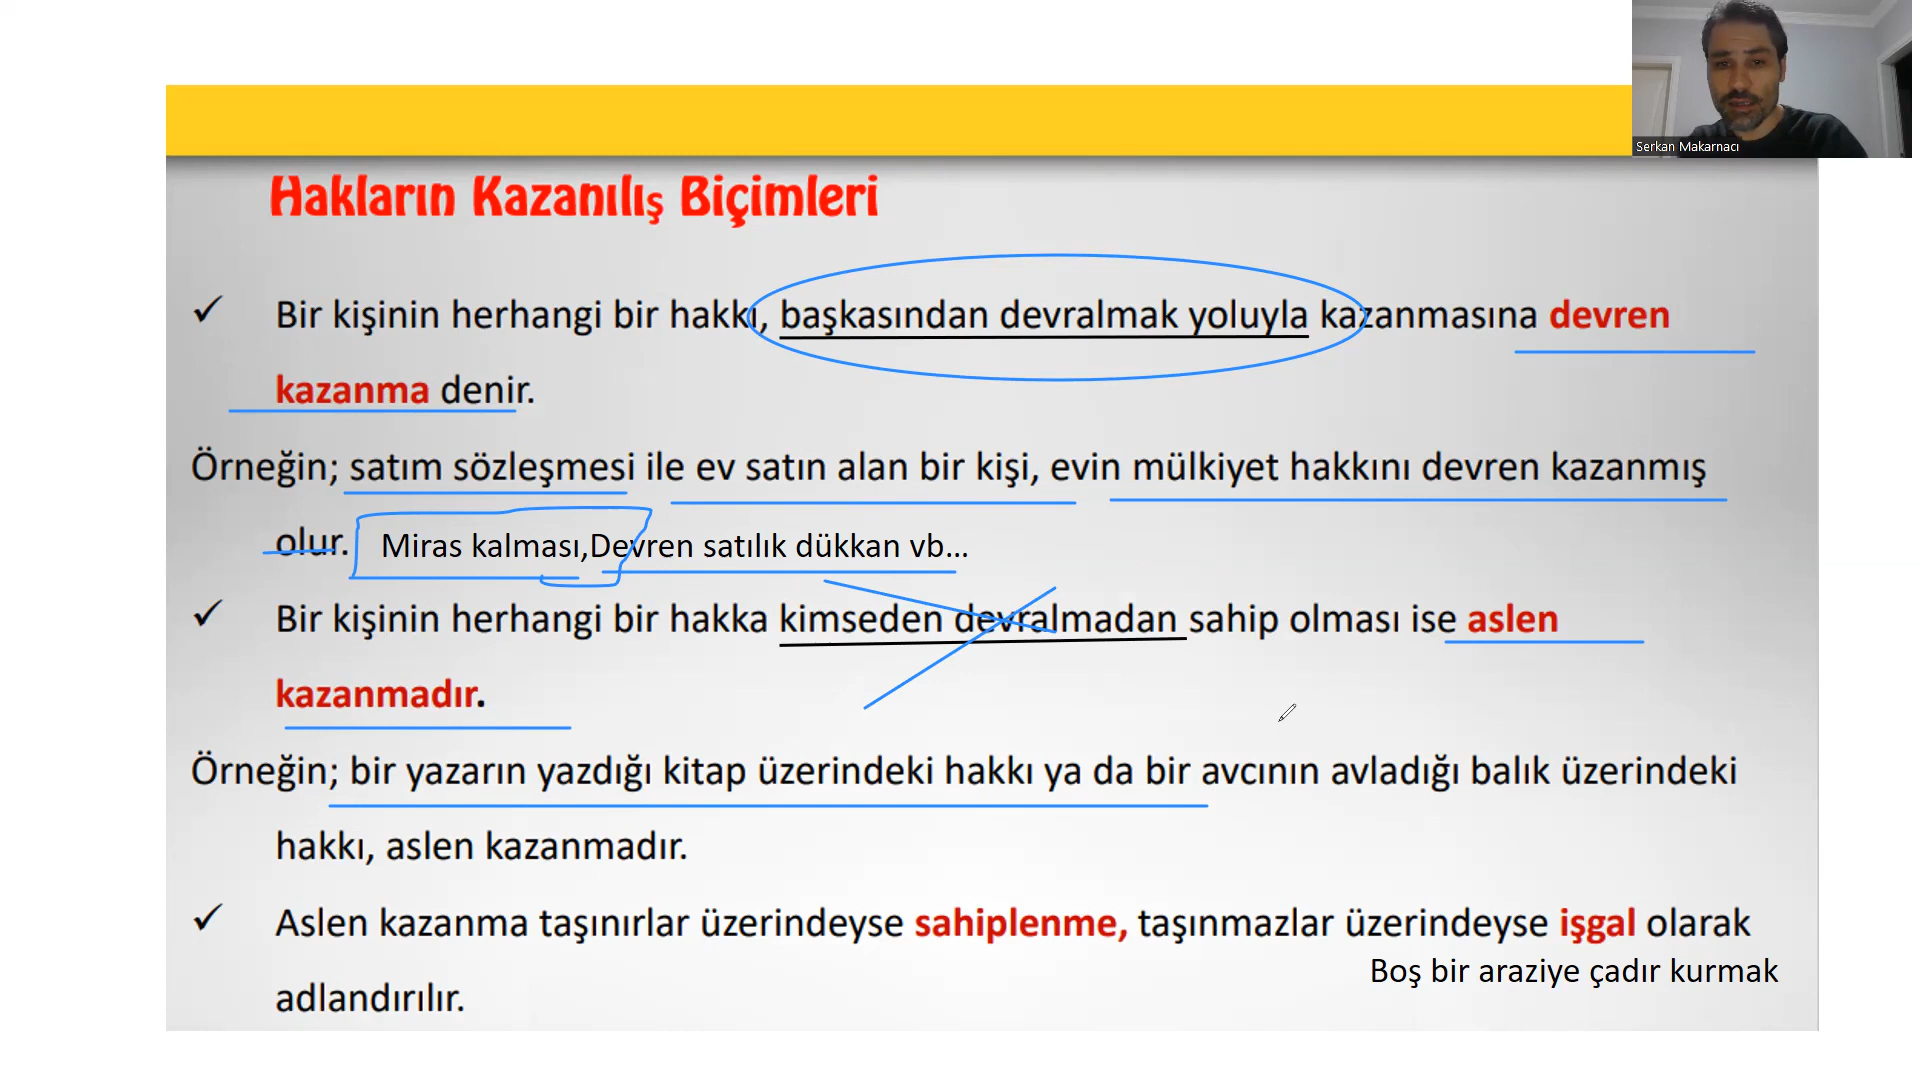 Serkan Makarnacı
Hakların Kazanılış Biçimleri
✓ Bir kişinin herhangi bir hakkı, başkasından devralmak yoluyla kazanmasına devren
kazanma denir.
Örneğin; satım sözleşmesi ile ev satın alan bir kişi, evin mülkiyet hakkını devren kazanmış
olur. Miras kalması,Devren satılık dükkan vb...
✓ Bir kişinin herhangi bir hakka kimseden devralmadan sahip olması ise aslen
kazanmadır.
Örneğin; bir yazarın yazdığı kitap üzerindeki hakkı ya da bir avcının avladığı balık üzerindeki
hakkı, aslen kazanmadır.
✓ Aslen kazanma taşınırlar üzerindeyse sahiplenme, taşınmazlar üzerindeyse işgal olarak
Boş bir araziye çadır kurmak
adlandırılır.